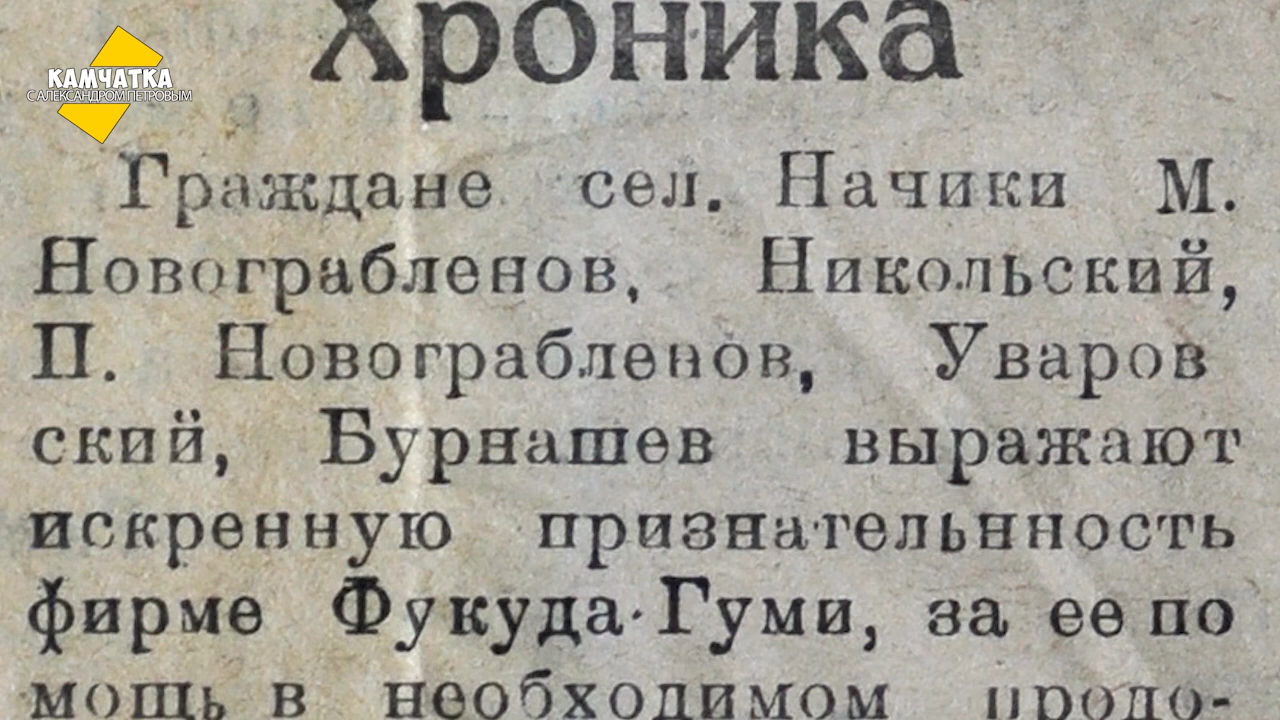 Хроника
КАМЧАТКА
С АЛЕКСАНДРОМ ПЕТРОВЫМ
Граждане сел. Начики М.
Новограбленов, Никольский,
П. Новограбленов, Уваров
ский, Бурнашев выражают
искренную признательнность
фирме Фукуда-Гуми, за ее по
мощь в необходимом продо-